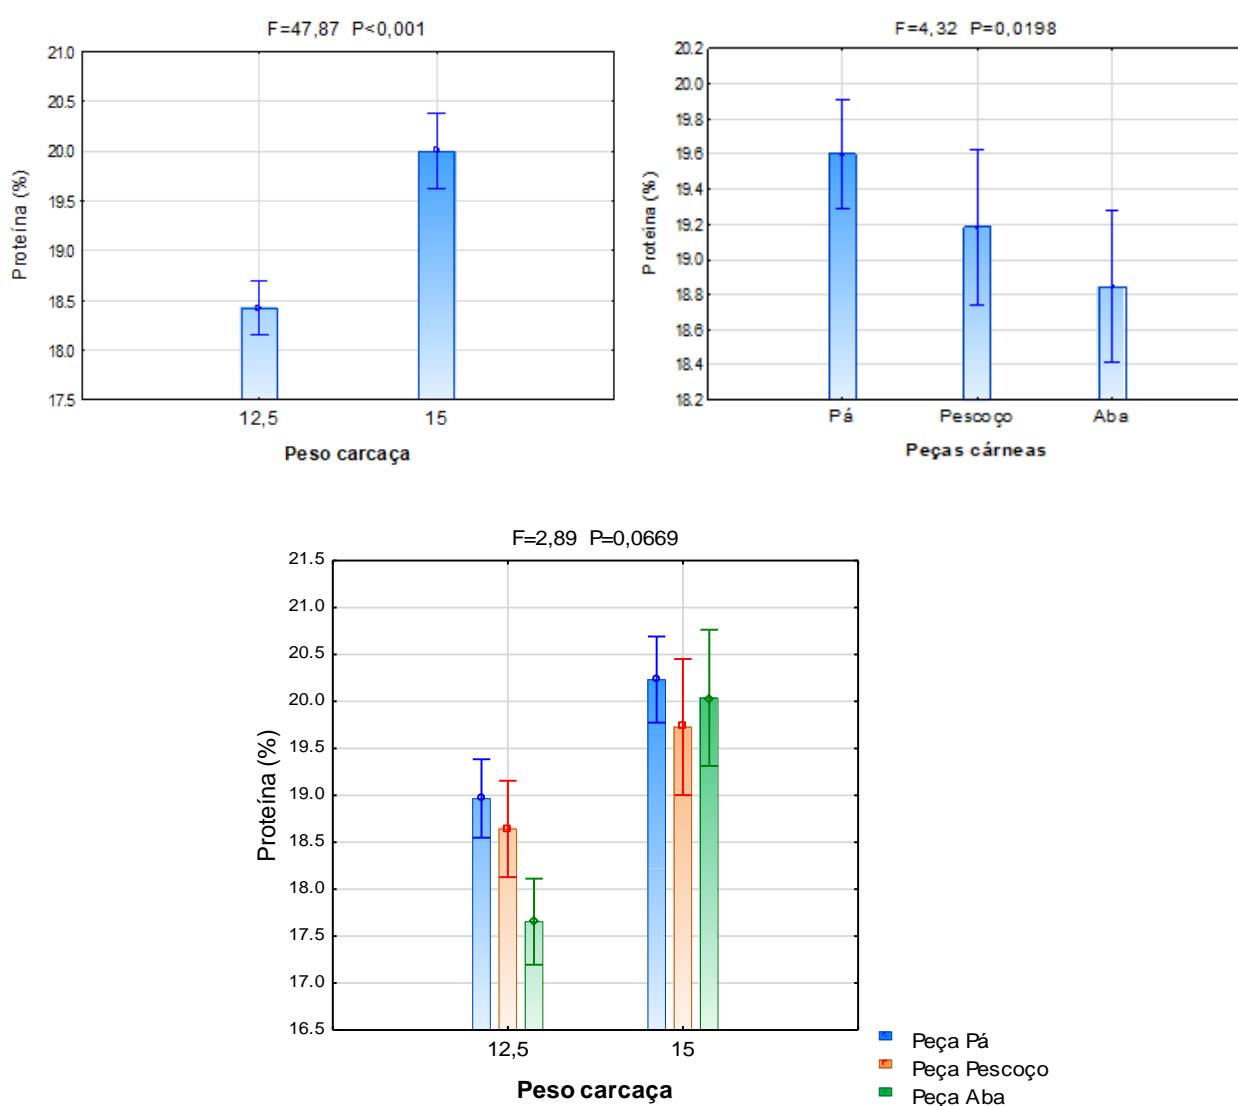 F=47,87 P<0,001
21.0
20.5
20.0
19.5
19.0
18.5
18.0
17.5
Proteína (%)
12,5 15
Peso carcaça
F=4,32 P=0,0198
20.2
20.0
19.8
19.6
19.4
19.2
19.0
18.8
18.6
18.4
18.2
Proteína (%)
Pá Pescoço Aba
Peças cárneas
F=2,89 P=0,0669
21.5
21.0
20.5
20.0
19.5
19.0
18.5
18.0
17.5
17.0
16.5
Proteína (%)
12,5 15
Peso carcaça
Peça Pá
Peça Pescoço
Peça Aba